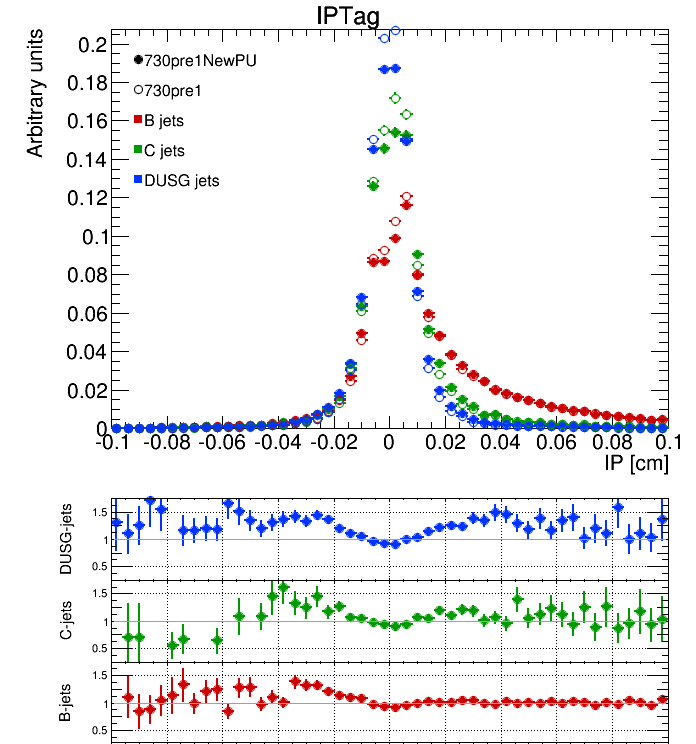 IPTag
Arbitrary units
730pre1NewPU
730pre1
B jets
C jets
DUSG jets
0.2
0.18
0.16
0.14
0.12
0.1
0.08
0.06
0.04
0.02
0
-0.1 -0.08 -0.06 -0.04 -0.02 0 0.02 0.04 0.06 0.08 0.1
IP [cm]
DUSG-jets
1.5
1
0.5
C-jets
1.5
1
0.5
B-jets
1.5
1
0.5